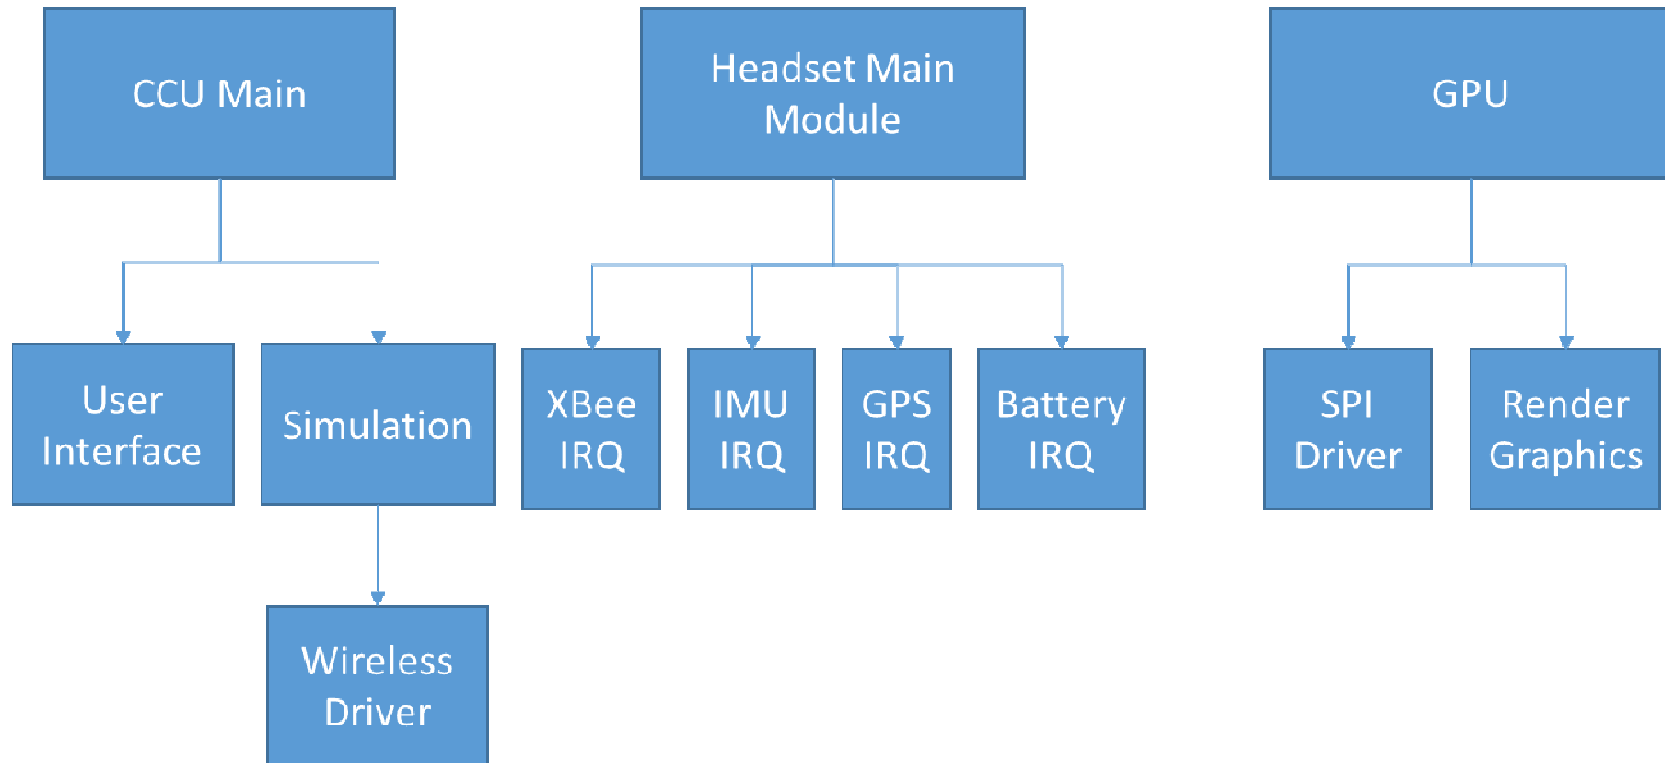 CCU Main
Headset Main
Module
GPU
User
Interface
Simulation
XBee
IRQ
IMU
IRQ
GPS
IRQ
Battery
IRQ
SPI
Driver
Render
Graphics
Wireless
Driver